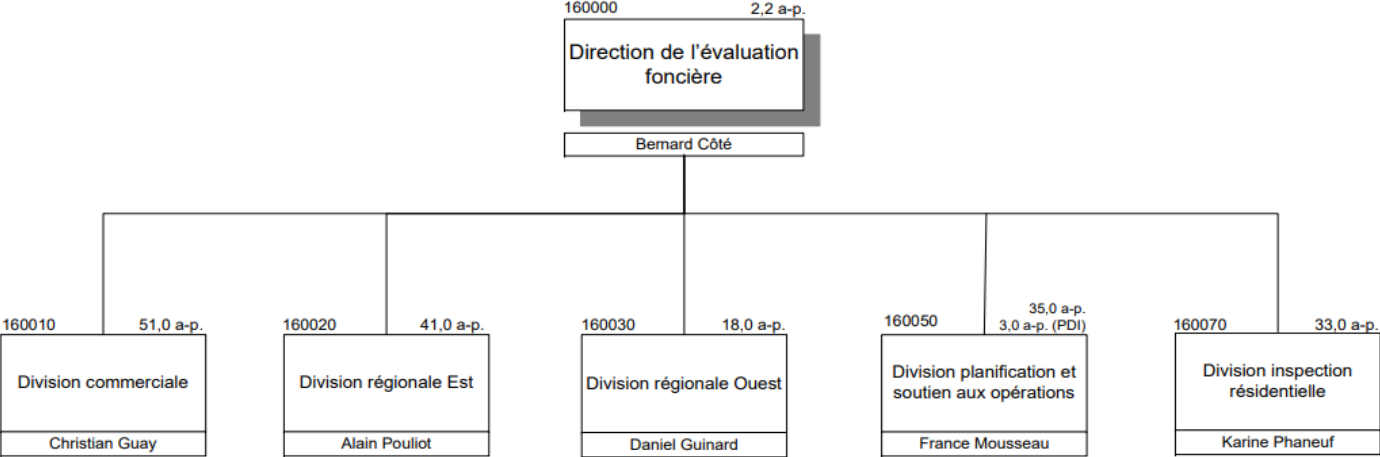 160000 2,2 a-p.
Direction de l'évaluation
foncière
Bernard Côté
160010 51,0 a-p.
Division commerciale
Christian Guay
160020 41,0 a-p.
Division régionale Est
Alain Pouliot
160030 18,0 a-p.
Division régionale Ouest
Daniel Guinard
160050 35,0 a-p.
3,0 a-p. (PDI)
Division planification et
soutien aux opérations
France Mousseau
160070 33,0 a-p.
Division inspection
résidentielle
Karine Phaneuf